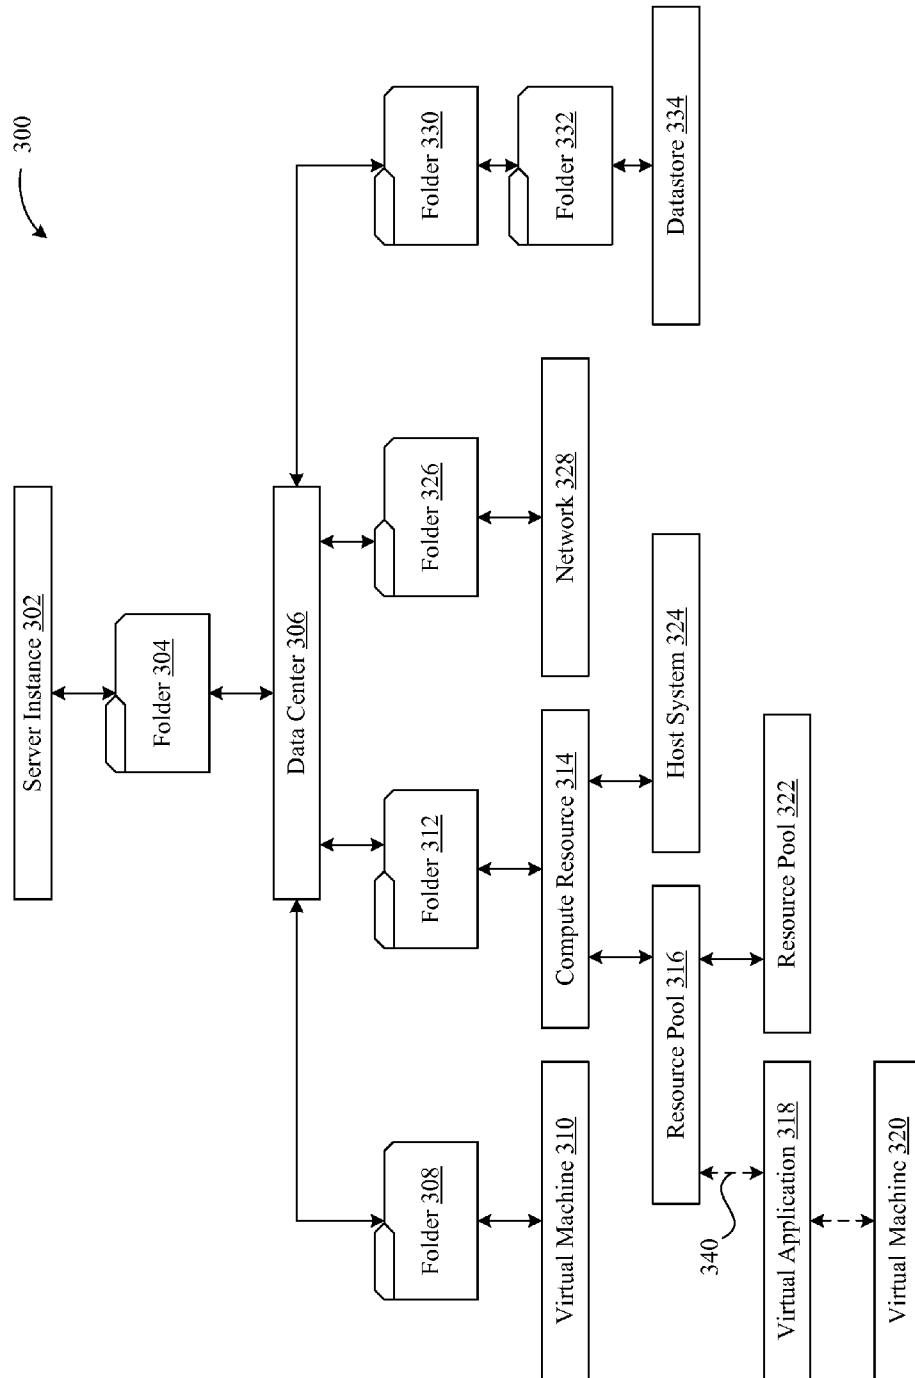 300
Server Instance 302
Folder 304
Data Center 306
Folder 308
Folder 312
Folder 326
Folder 330
Folder 332
Virtual Machine 310
Compute Resource 314
Network 328
Datastore 334
Resource Pool 316
Host System 324
340
Virtual Application 318
Resource Pool 322
Virtual Machine 320